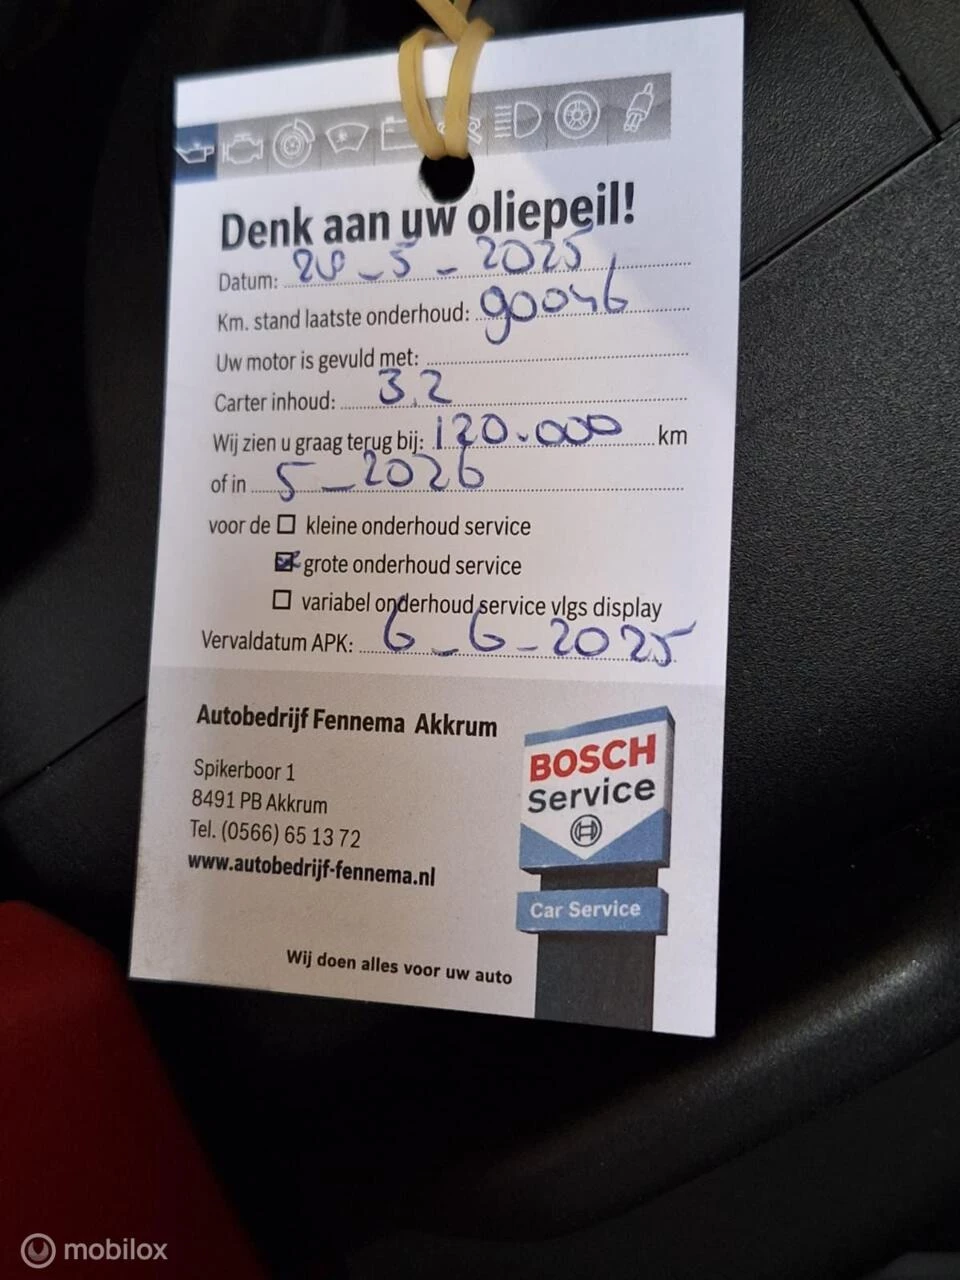 Denk aan uw oliepeil!
Datum: 28-5-2025
Km. stand laatste onderhoud: 90046
Uw motor is gevuld met:
Carter inhoud: 3.2
Wij zien u graag terug bij: 120.000 km
of in 5-2026
voor de kleine onderhoud service
grote onderhoud service
variabel onderhoud service vlgs display
Vervaldatum APK: 6-6-2025
Autobedrijf Fennema Akkrum
Spikerboor 1
8491 PB Akkrum
Tel. (0566) 65 13 72
www.autobedrijf-fennema.nl
BOSCH
Service
Car Service
Wij doen alles voor uw auto
mobilox